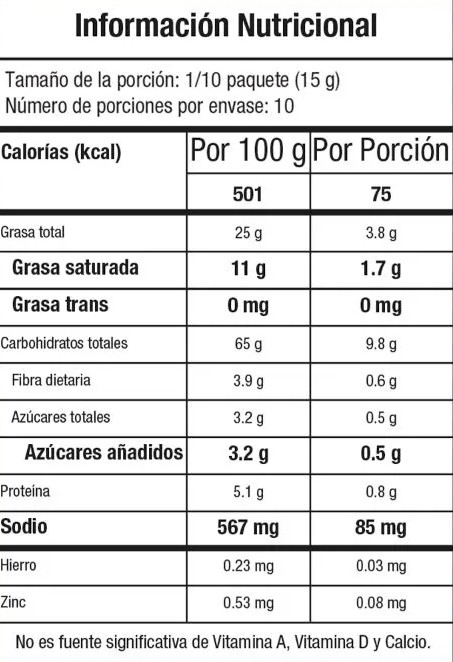 Información Nutricional
Tamaño de la porción: 1/10 paquete (15 g)
Número de porciones por envase: 10
Calorías (kcal) Por 100 g Por Porción
501 75
Grasa total 25 g 3.8 g
Grasa saturada 11 g 1.7 g
Grasa trans 0 mg 0 mg
Carbohidratos totales 65 g 9.8 g
Fibra dietaria 3.9 g 0.6 g
Azúcares totales 3.2 g 0.5 g
Azúcares añadidos 3.2 g 0.5 g
Proteína 5.1 g 0.8 g
Sodio 567 mg 85 mg
Hierro 0.23 mg 0.03 mg
Zinc 0.53 mg 0.08 mg
No es fuente significativa de Vitamina A, Vitamina D y Calcio.